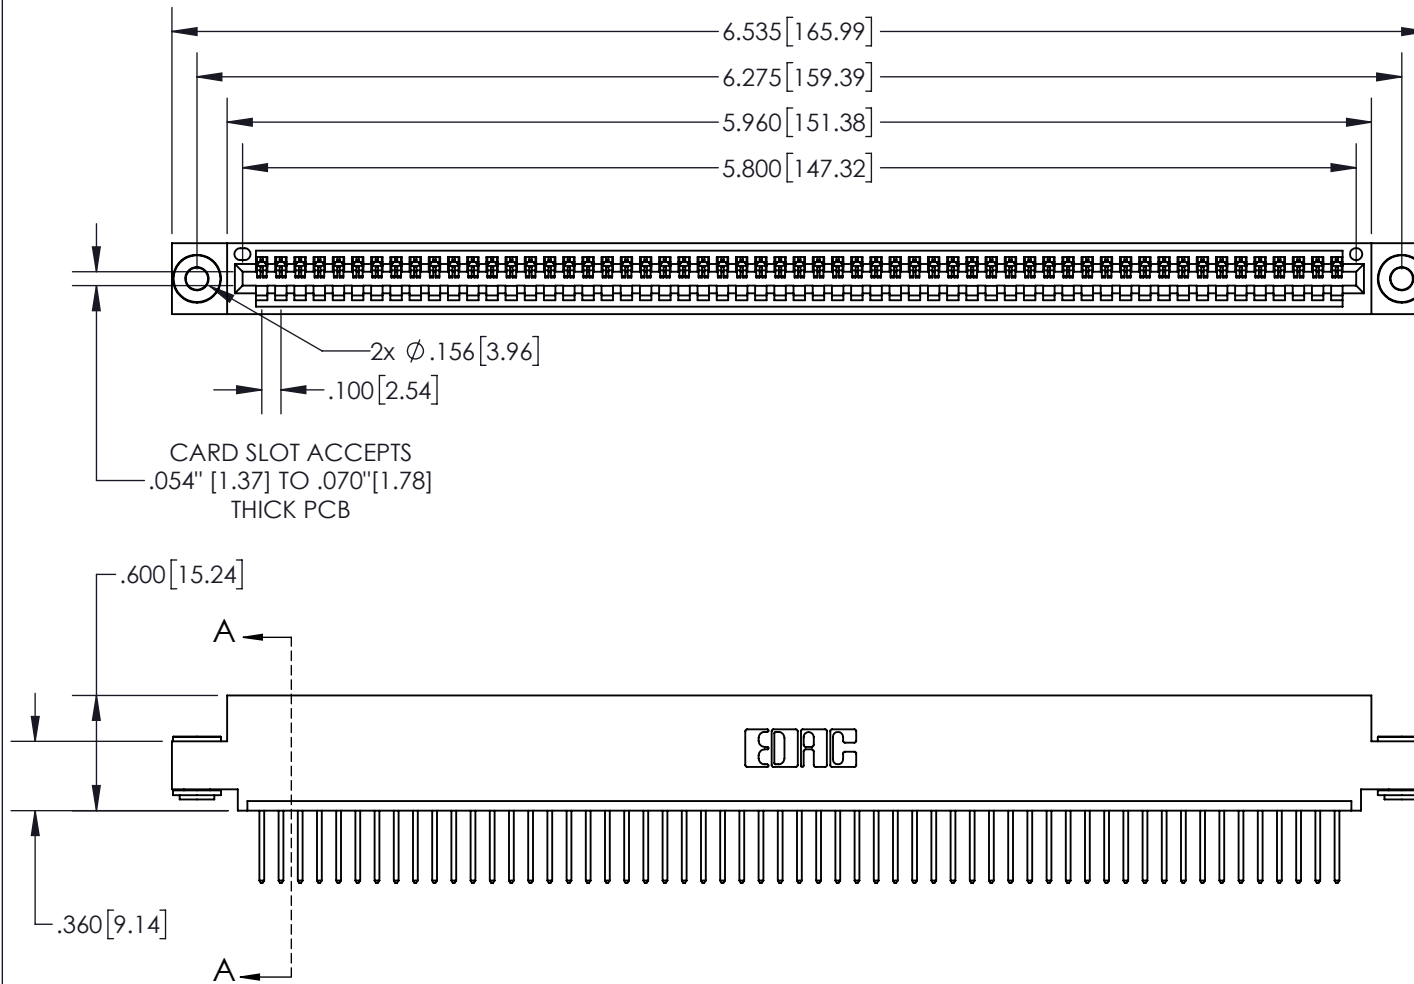 6.535[165.99]
6.275[159.39]
5.960[151.38]
5.800[147.32]
2x Ø.156[3.96]
.100[2.54]
CARD SLOT ACCEPTS
.054" [1.37] TO .070"[1.78]
THICK PCB
.600[15.24]
A
EDAC
.360[9.14]
A